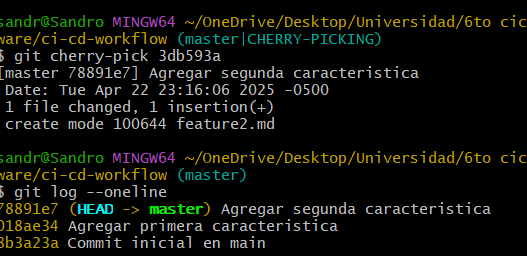 sandr@Sandro MINGW64 ~/OneDrive/Desktop/Universidad/6to cic
ware/ci-cd-workflow (master|CHERRY-PICKING)
$ git cherry-pick 3db593a
[master 78891e7] Agregar segunda caracteristica
 Date: Tue Apr 22 23:16:06 2025 -0500
 1 file changed, 1 insertion(+)
 create mode 100644 feature2.md
sandr@Sandro MINGW64 ~/OneDrive/Desktop/Universidad/6to cic
ware/ci-cd-workflow (master)
$ git log --oneline
78891e7 (HEAD -> master) Agregar segunda caracteristica
018ae34 Agregar primera caracteristica
8b3a23a Commit inicial en main